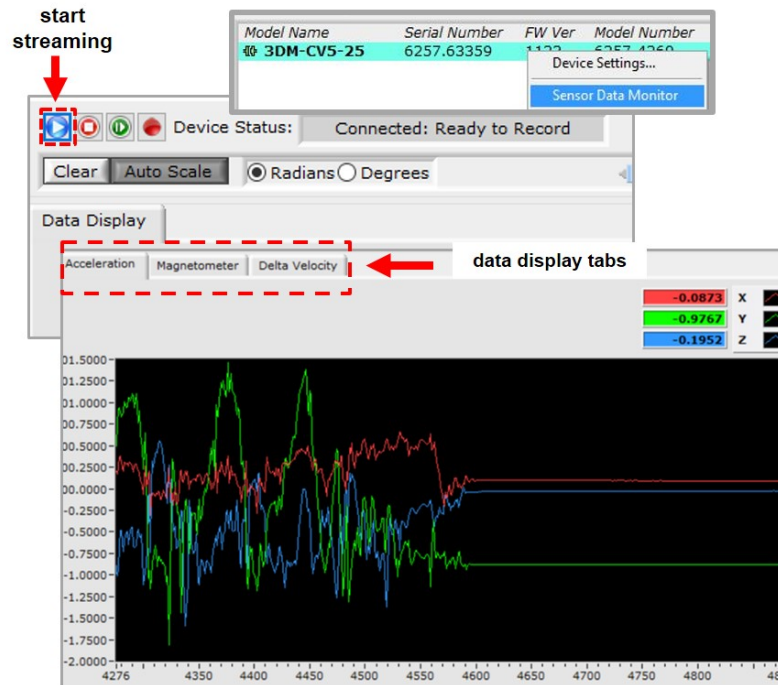 start
streaming
Model Name Serial Number FW Ver Model Number
3DM-CV5-25 6257.63359
Device Settings...
Sensor Data Monitor
Device Status: Connected: Ready to Record
Clear Auto Scale Radians Degrees
Data Display
Acceleration Magnetometer Delta Velocity
data display tabs
-0.0873 X
-0.9767 Y
-0.1952 Z
01.5000
01.2500
01.0000
00.7500
00.5000
00.2500
00.0000
-0.2500
-0.5000
-0.7500
-1.0000
-1.2500
-1.5000
-1.7500
-2.0000
4276 4350 4400 4450 4500 4550 4600 4650 4700 4750 4800